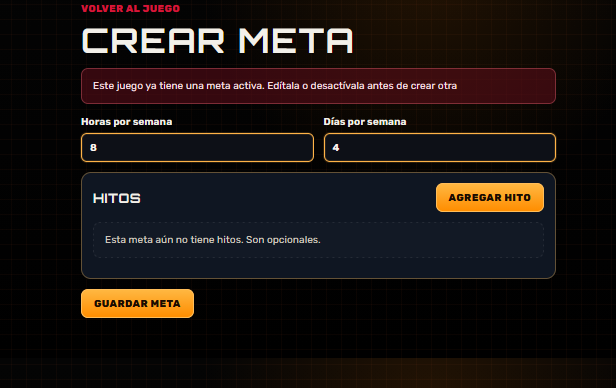 VOLVER AL JUEGO
CREAR META
Este juego ya tiene una meta activa. Edítala o desactívala antes de crear otra
Horas por semana
Días por semana
8
4
HITOS
AGREGAR HITO
Esta meta aún no tiene hitos. Son opcionales.
GUARDAR META